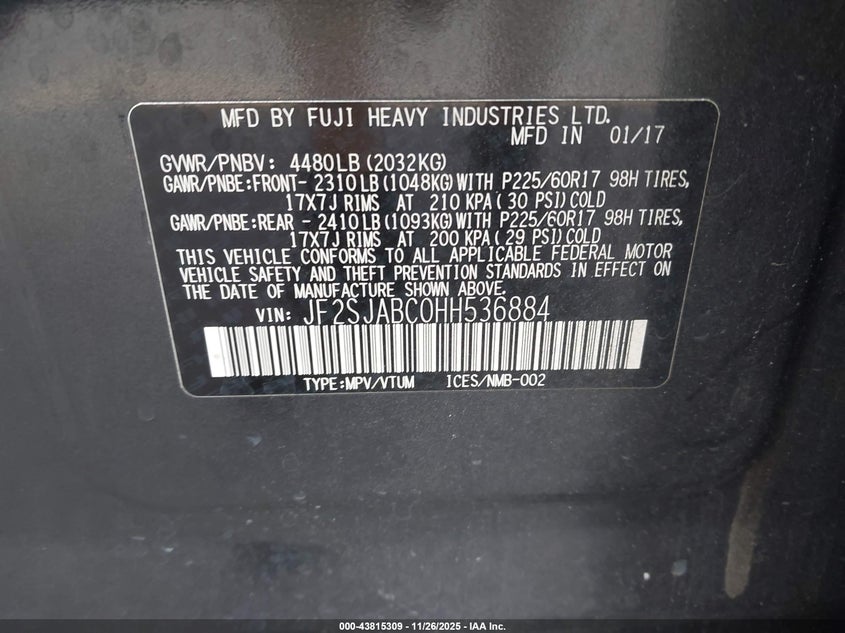 MFD BY FUJI HEAVY INDUSTRIES LTD.
MFD IN 01/17
GVWR/PNBV: 4480LB (2032KG)
GAWR/PNBE:FRONT- 2310LB (1048KG) WITH P225/60R17 98H TIRES,
17X7J RIMS AT 210 KPA ( 30 PSI) COLD
GAWR/PNBE:REAR - 2410LB (1093KG) WITH P225/60R17 98H TIRES,
17X7J RIMS AT 200 KPA ( 29 PSI) COLD
THIS VEHICLE CONFORMS TO ALL APPLICABLE FEDERAL MOTOR
VEHICLE SAFETY AND THEFT PREVENTION STANDARDS IN EFFECT ON
THE DATE OF MANUFACTURE SHOWN ABOVE.
VIN: JF2SJABC0HH536884
TYPE:MPV/VTUM ICES/NMB-002
000-43815309 - 11/26/2025 - IAA Inc.